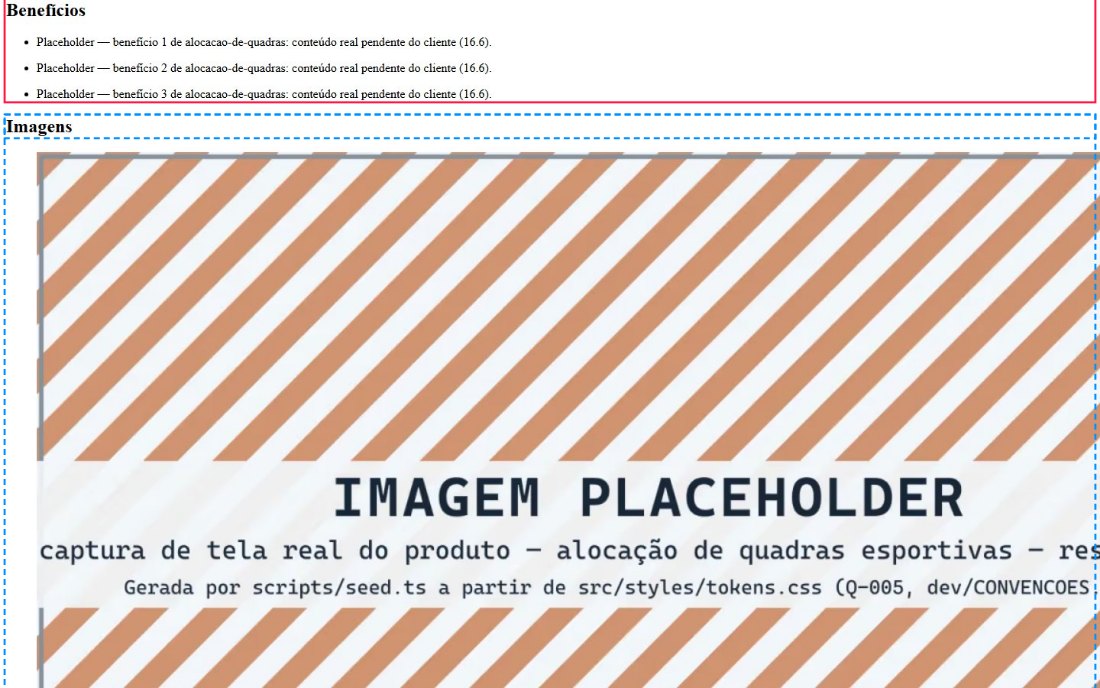 Benefícios
Placeholder — benefício 1 de alocacao-de-quadras: conteúdo real pendente do cliente (16.6).
Placeholder — benefício 2 de alocacao-de-quadras: conteúdo real pendente do cliente (16.6).
Placeholder — benefício 3 de alocacao-de-quadras: conteúdo real pendente do cliente (16.6).
Imagens
IMAGEM PLACEHOLDER
captura de tela real do produto — alocação de quadras esportivas — res
Gerada por scripts/seed.ts a partir de src/styles/tokens.css (Q-005, dev/CONVENCOES.